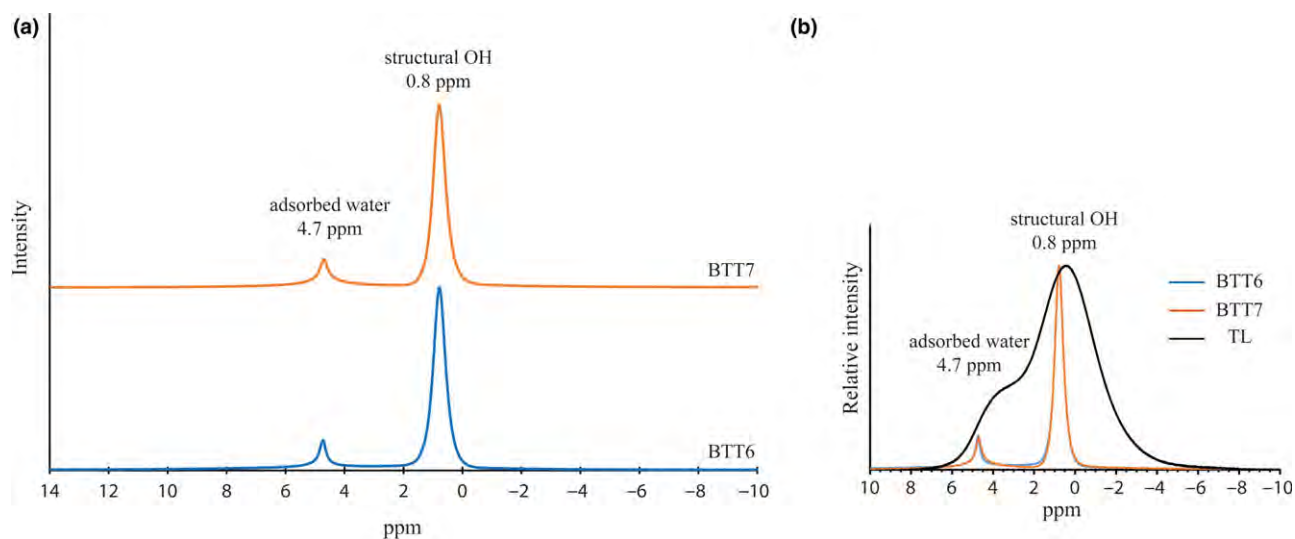 (a)
structural OH
0.8 ppm
adsorbed water
4.7 ppm
Intensity
BTT7
BTT6
14 12 10 8 6 4 2 0 −2 −4 −6 −8 −10
ppm
(b)
structural OH
0.8 ppm
BTT6
BTT7
TL
adsorbed water
4.7 ppm
Relative intensity
10 8 6 4 2 0 −2 −4 −6 −8 −10
ppm